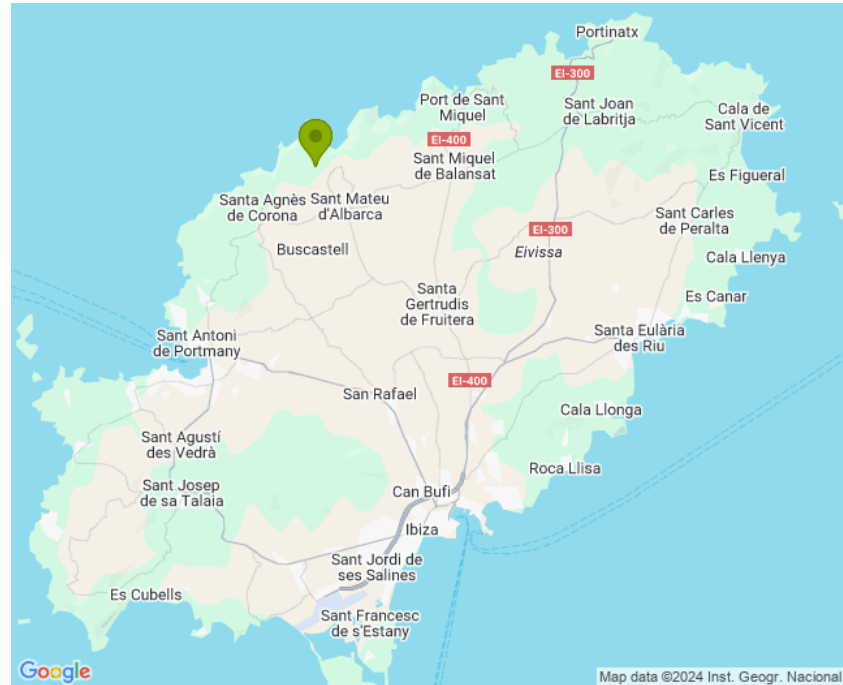 Portinatx
EI-300
Port de Sant
Miquel
Sant Joan
de Labritja
Cala de
Sant Vicent
EI-400
Sant Miquel
de Balansat
Es Figueral
Santa Agnès
de Corona
Sant Mateu
d'Albarca
Sant Carles
de Peralta
EI-300
Buscastell
Eivissa
Cala Llenya
Santa
Gertrudis
de Fruitera
Es Canar
Sant Antoni
de Portmany
Santa Eulària
des Riu
EI-400
San Rafael
Cala Llonga
Sant Agustí
des Vedrà
Roca Llisa
Sant Josep
de sa Talaia
Can Bufí
Ibiza
Sant Jordi de
ses Salines
Es Cubells
Sant Francesc
de s'Estany
Google
Map data ©2024 Inst. Geogr. Nacional